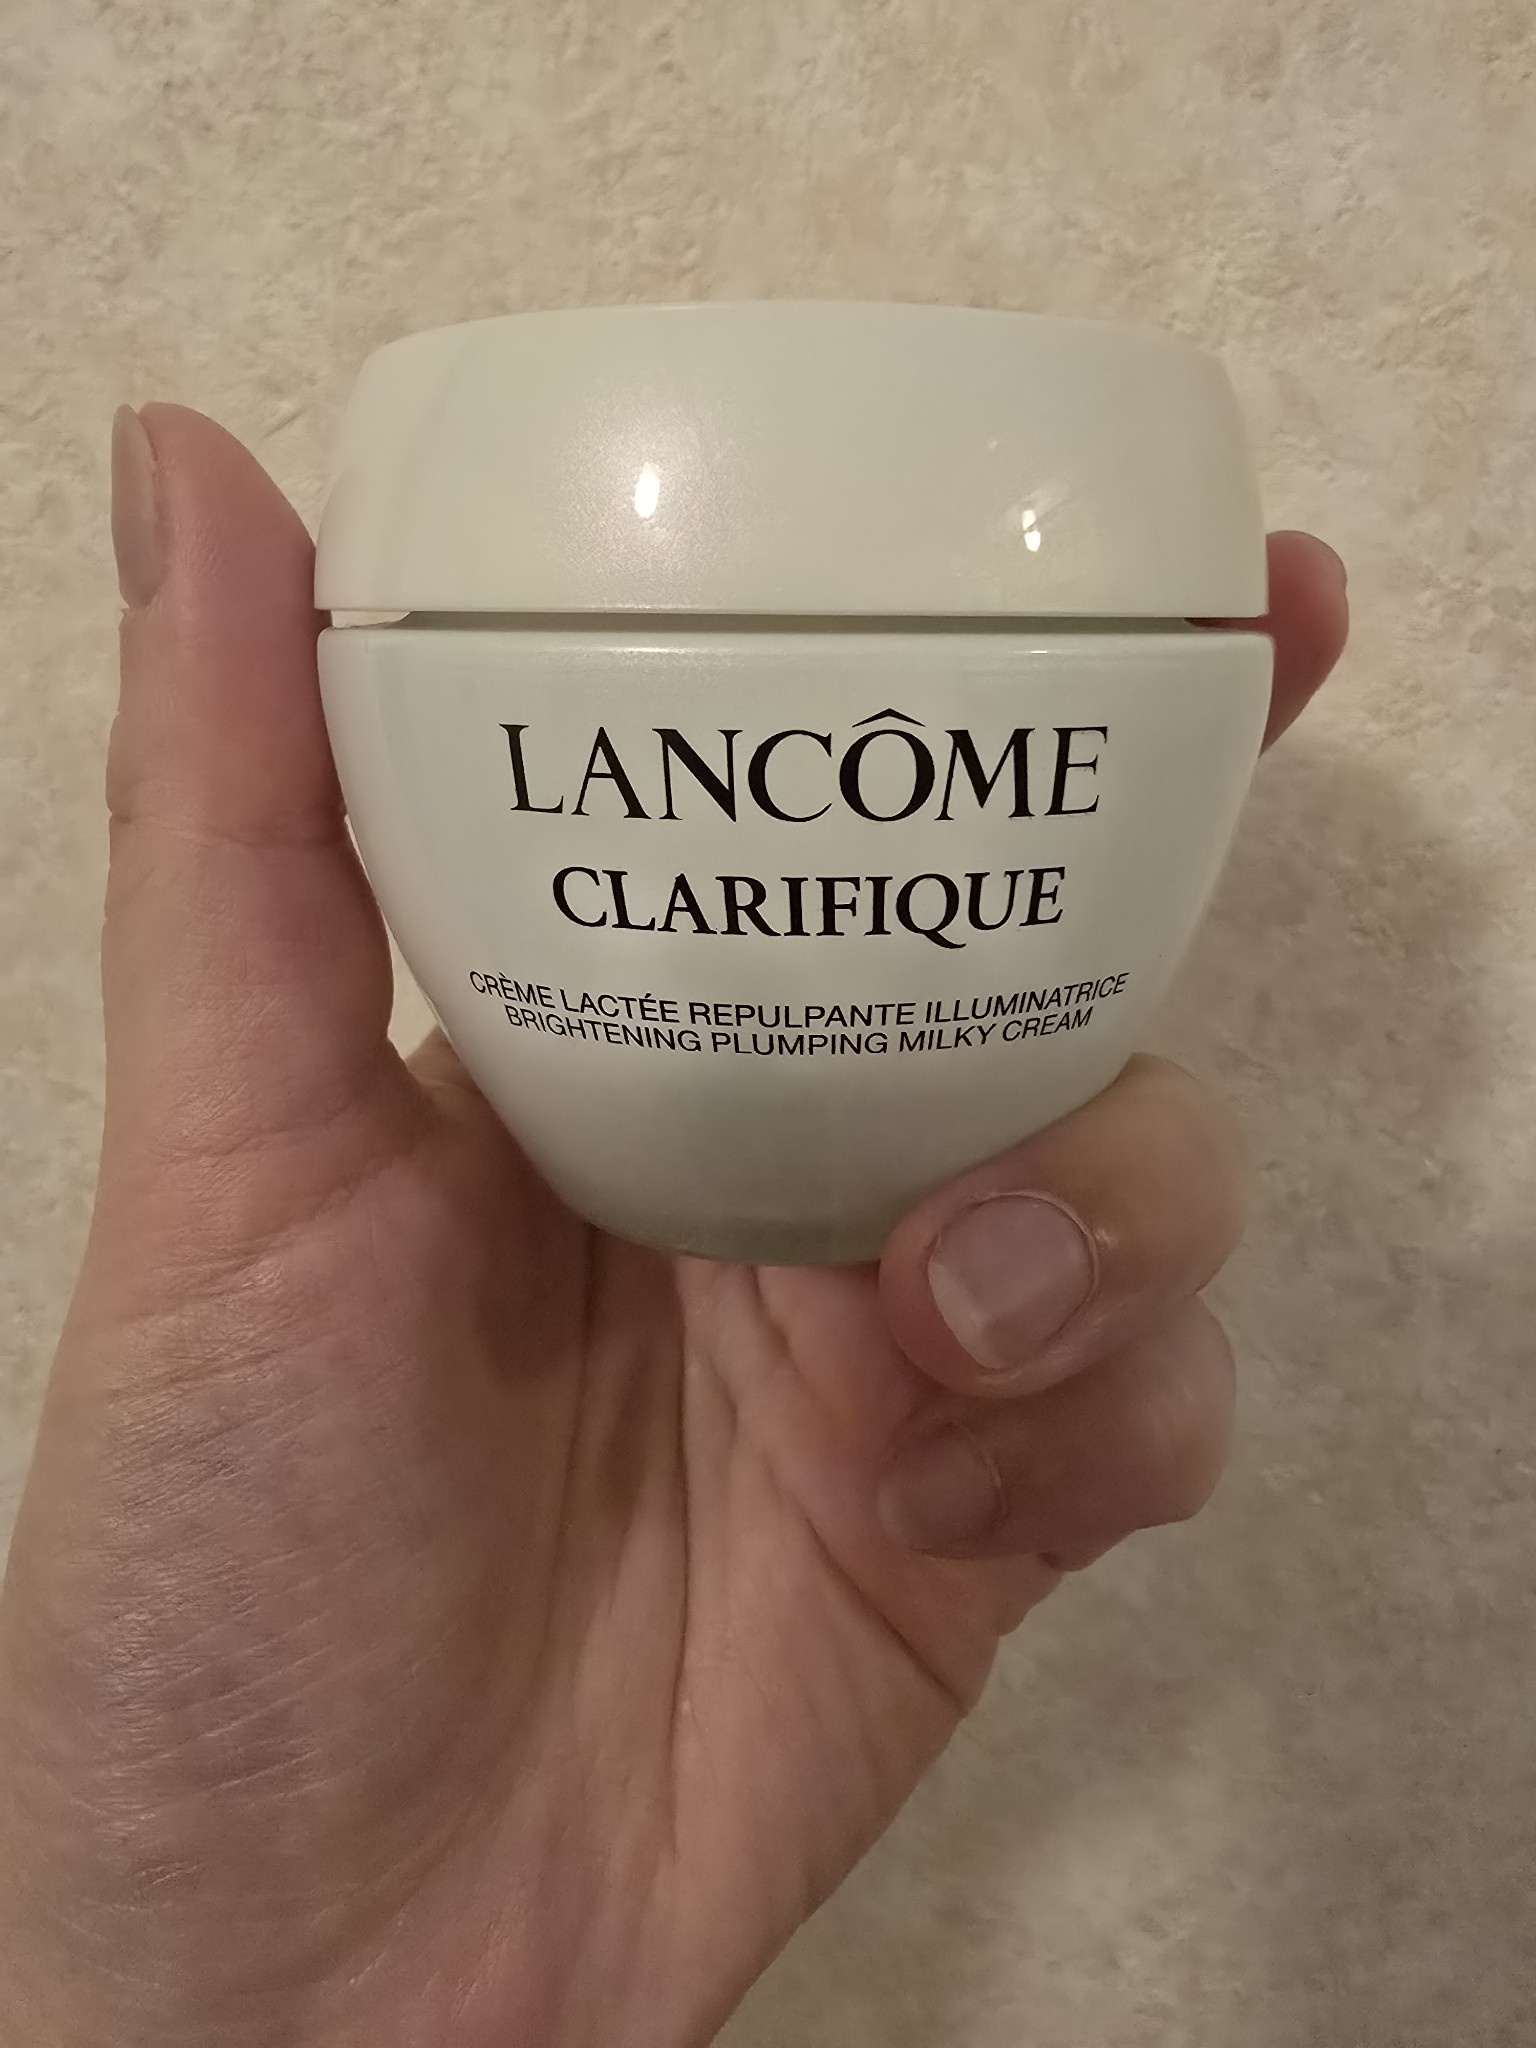 LANCÔME
CLARIFIQUE
CRÈME LACTÉE REPULPANTE ILLUMINATRICE
BRIGHTENING PLUMPING MILKY CREAM